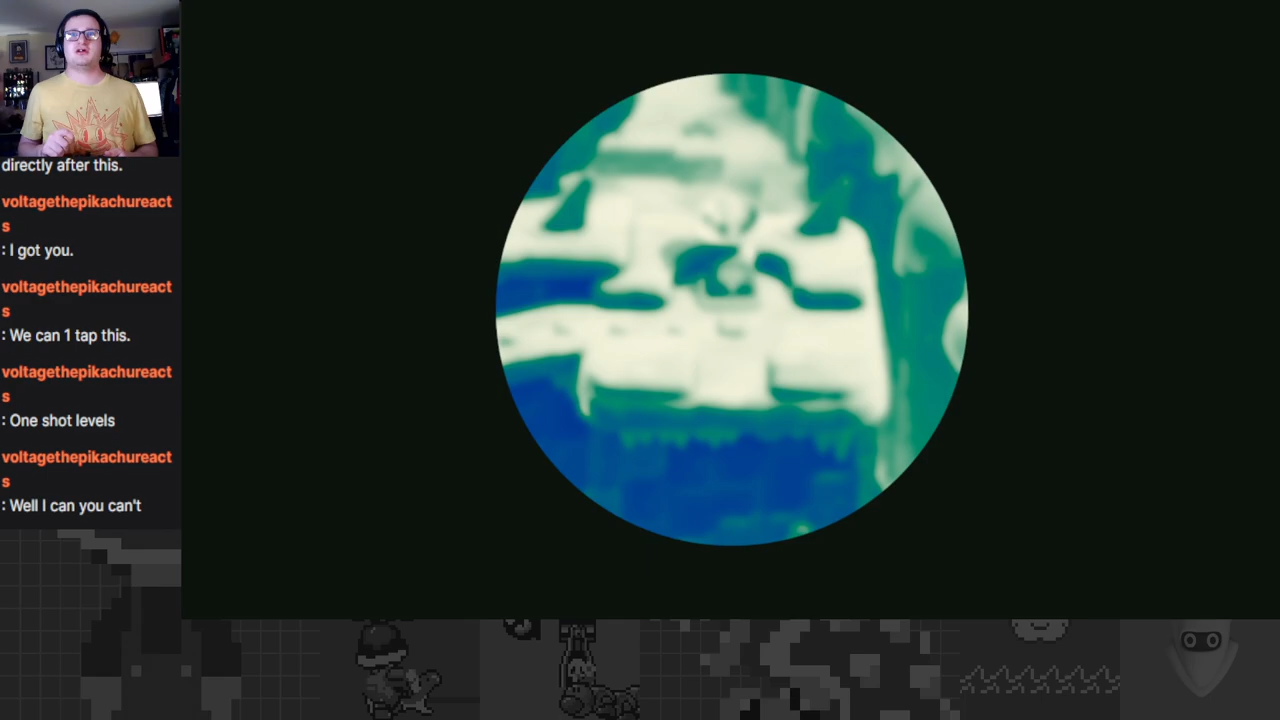 directly after this.
voltagethepikachureact
s
: I got you.
voltagethepikachureact
s
: We can 1 tap this.
voltagethepikachureact
s
: One shot levels
voltagethepikachureact
s
: Well I can you can't